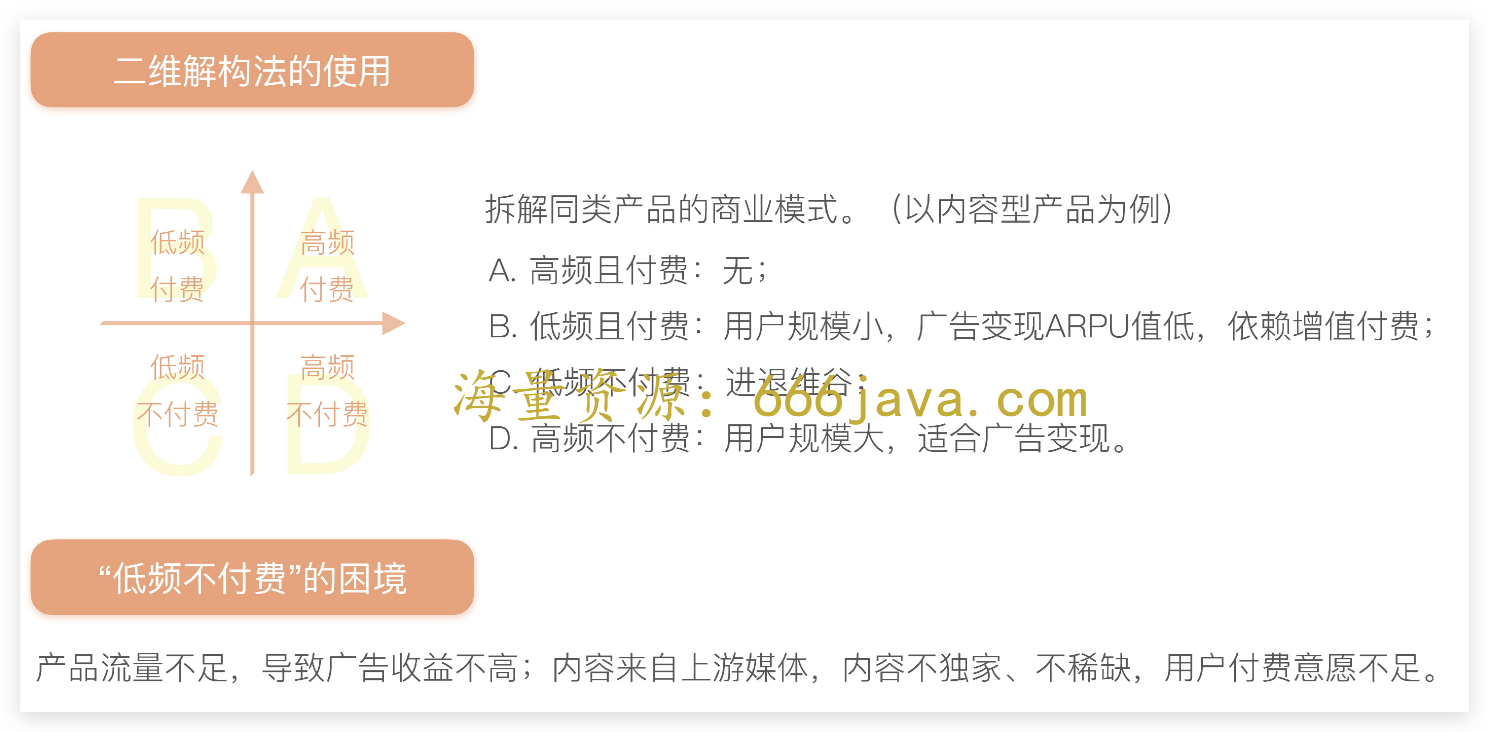 二维解构法的使用
B
A
低频
付费
高频
付费
C
D
低频
不付费
高频
不付费
拆解同类产品的商业模式。（以内容型产品为例）
A. 高频且付费：无；
B. 低频且付费：用户规模小，广告变现ARPU值低，依赖增值付费；
C. 低频不付费：进退维谷；
海量资源：666java.com
D. 高频不付费：用户规模大，适合广告变现。
“低频不付费”的困境
产品流量不足，导致广告收益不高；内容来自上游媒体，内容不独家、不稀缺，用户付费意愿不足。